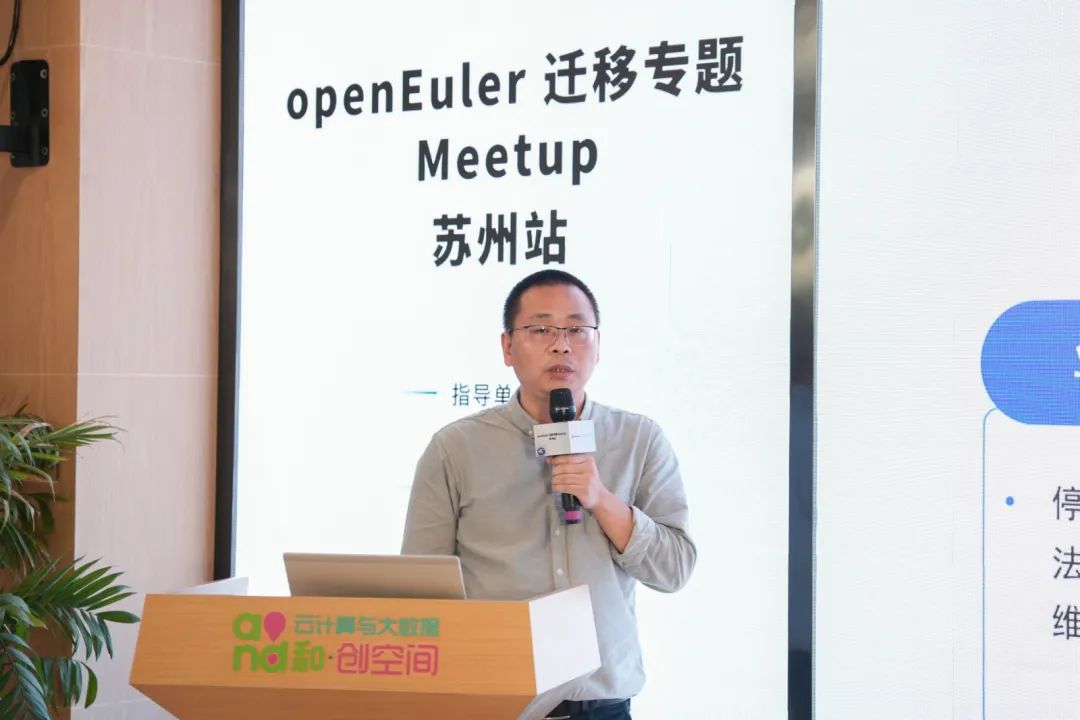 openEuler 迁移专题
Meetup
苏州站
指导单
停
法
维
and 云计算与大数据
和·创空间